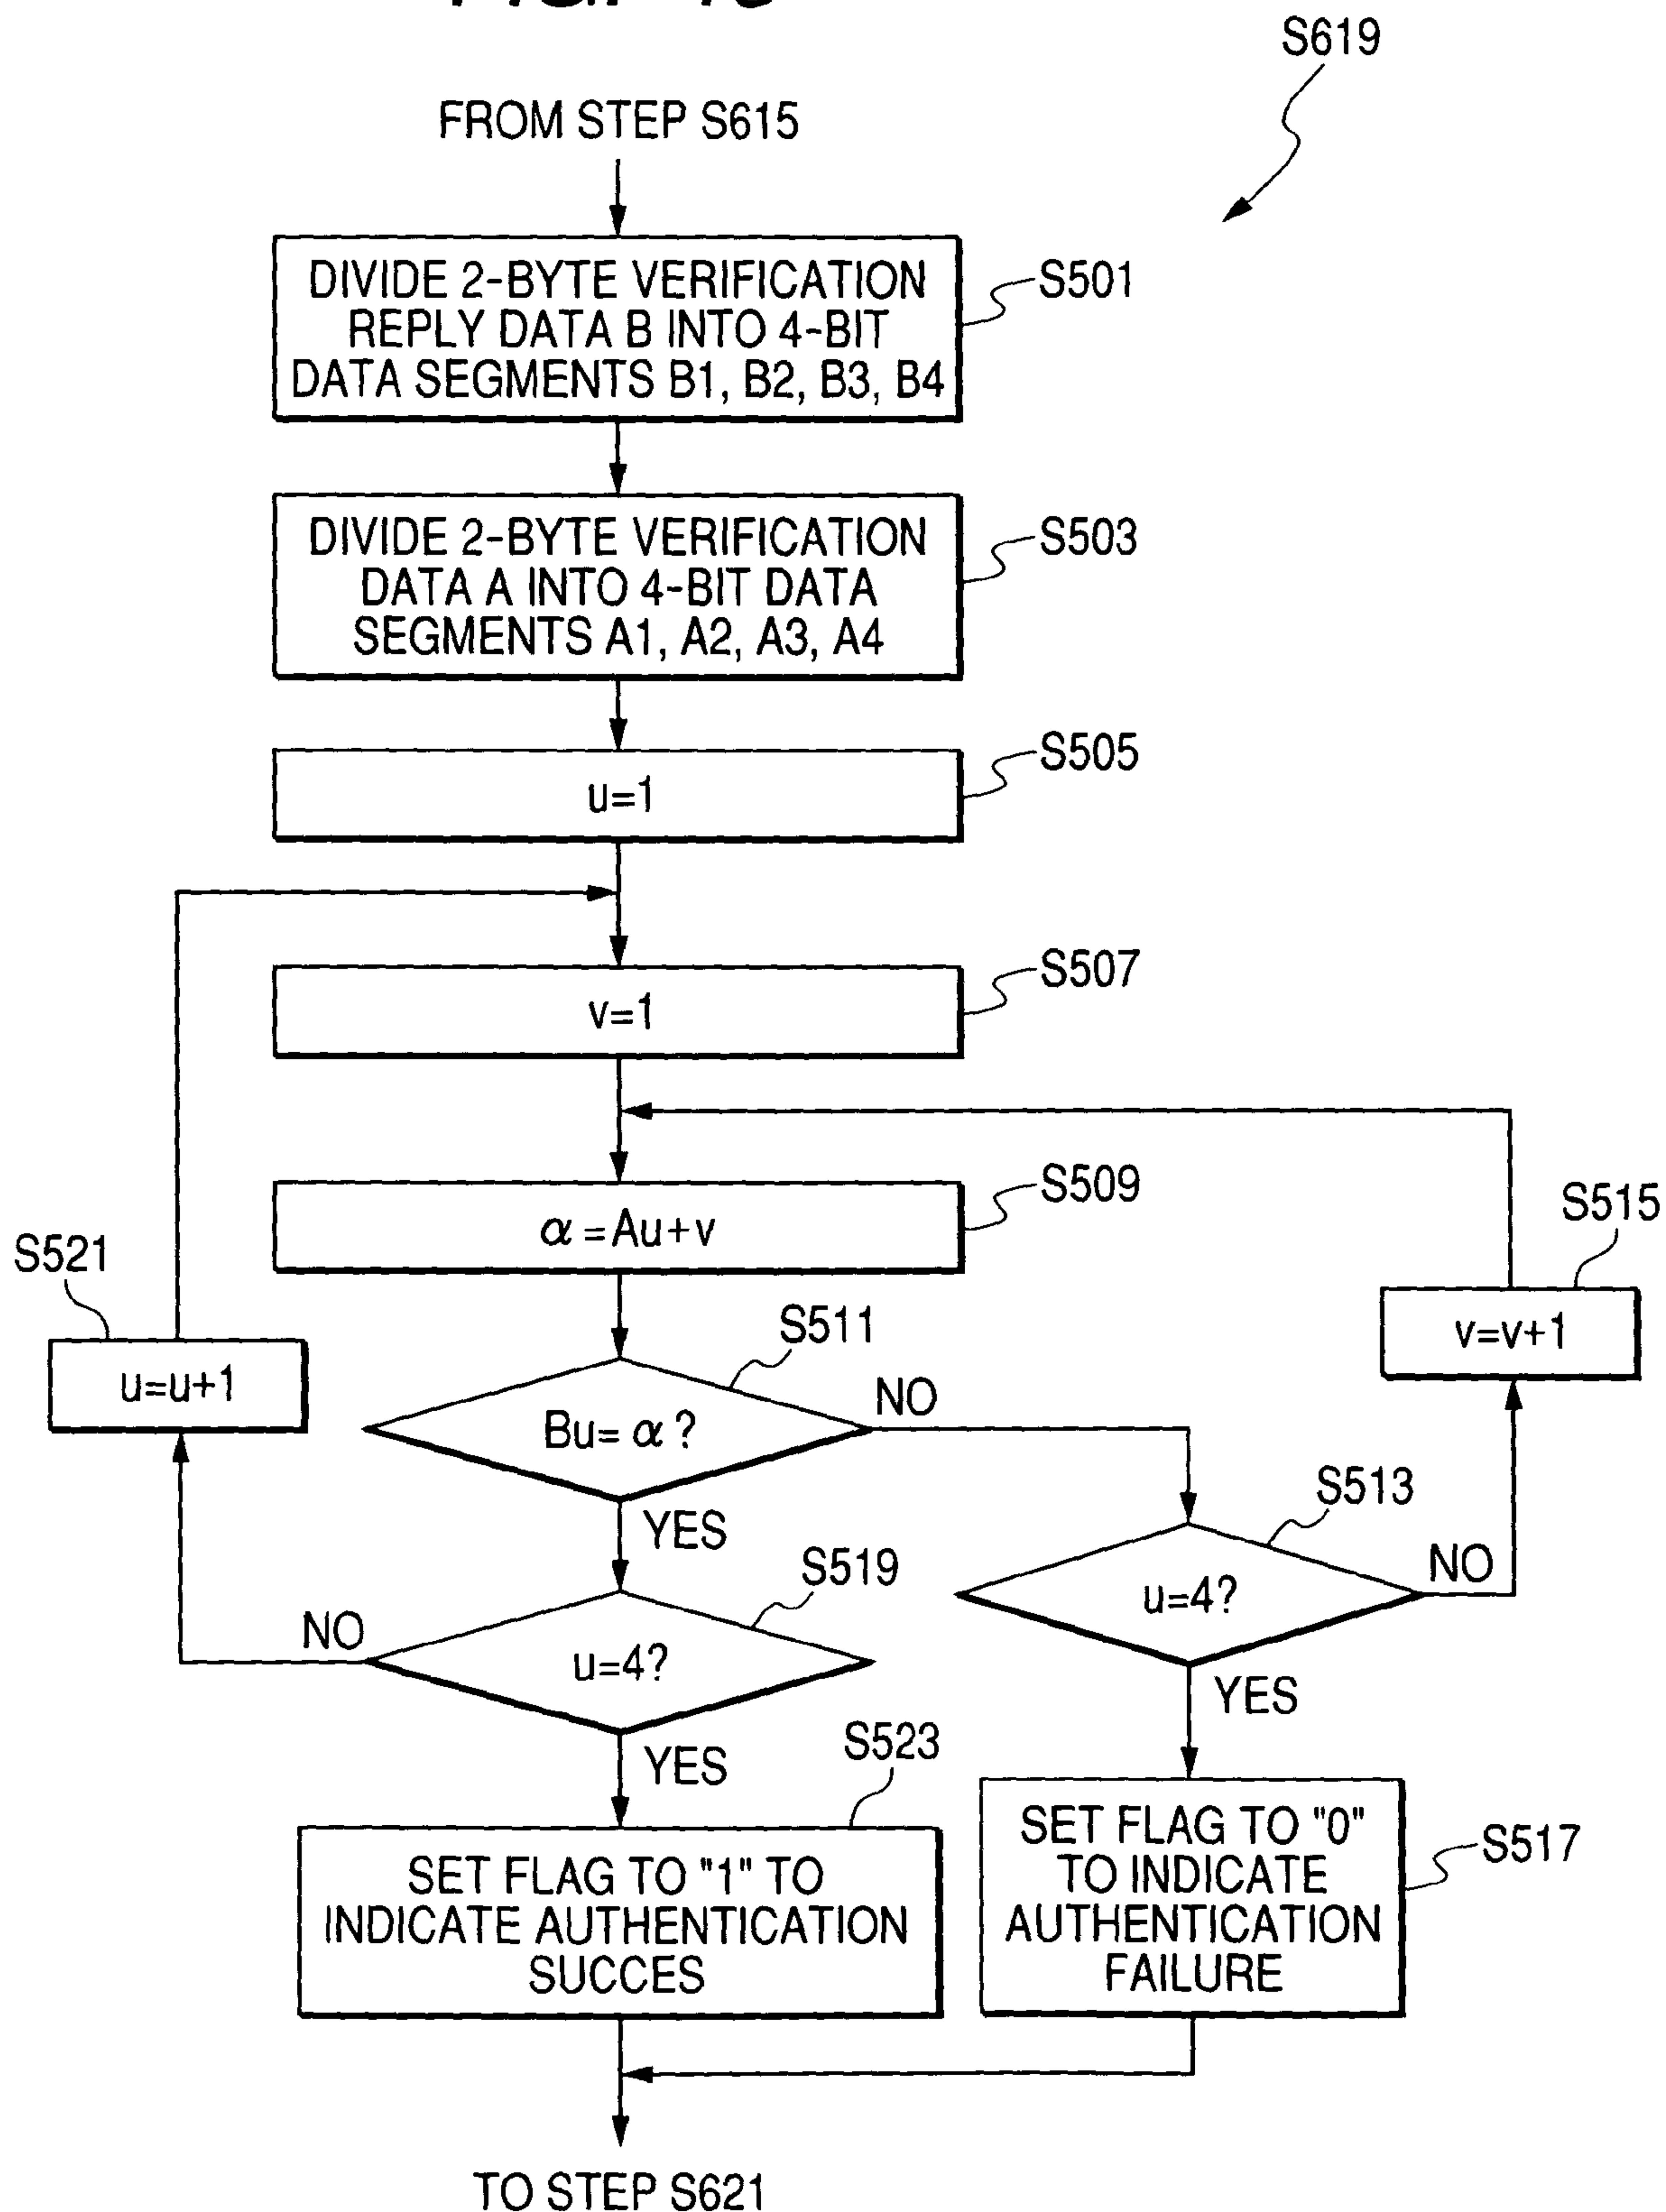 S619
FROM STEP S615
DIVIDE 2-BYTE VERIFICATION
REPLY DATA B INTO 4-BIT
DATA SEGMENTS B1, B2, B3, B4
S501
DIVIDE 2-BYTE VERIFICATION
DATA A INTO 4-BIT DATA
SEGMENTS A1, A2, A3, A4
S503
u=1
S505
v=1
S507
α=Au+v
S509
S515
v=v+1
S521
u=u+1
S511
Bu= α ?
NO
YES
S513
u=4?
NO
YES
S519
u=4?
NO
YES
S523
SET FLAG TO "1" TO
INDICATE AUTHENTICATION
SUCCES
SET FLAG TO "0"
TO INDICATE
AUTHENTICATION
FAILURE
S517
TO STEP S621